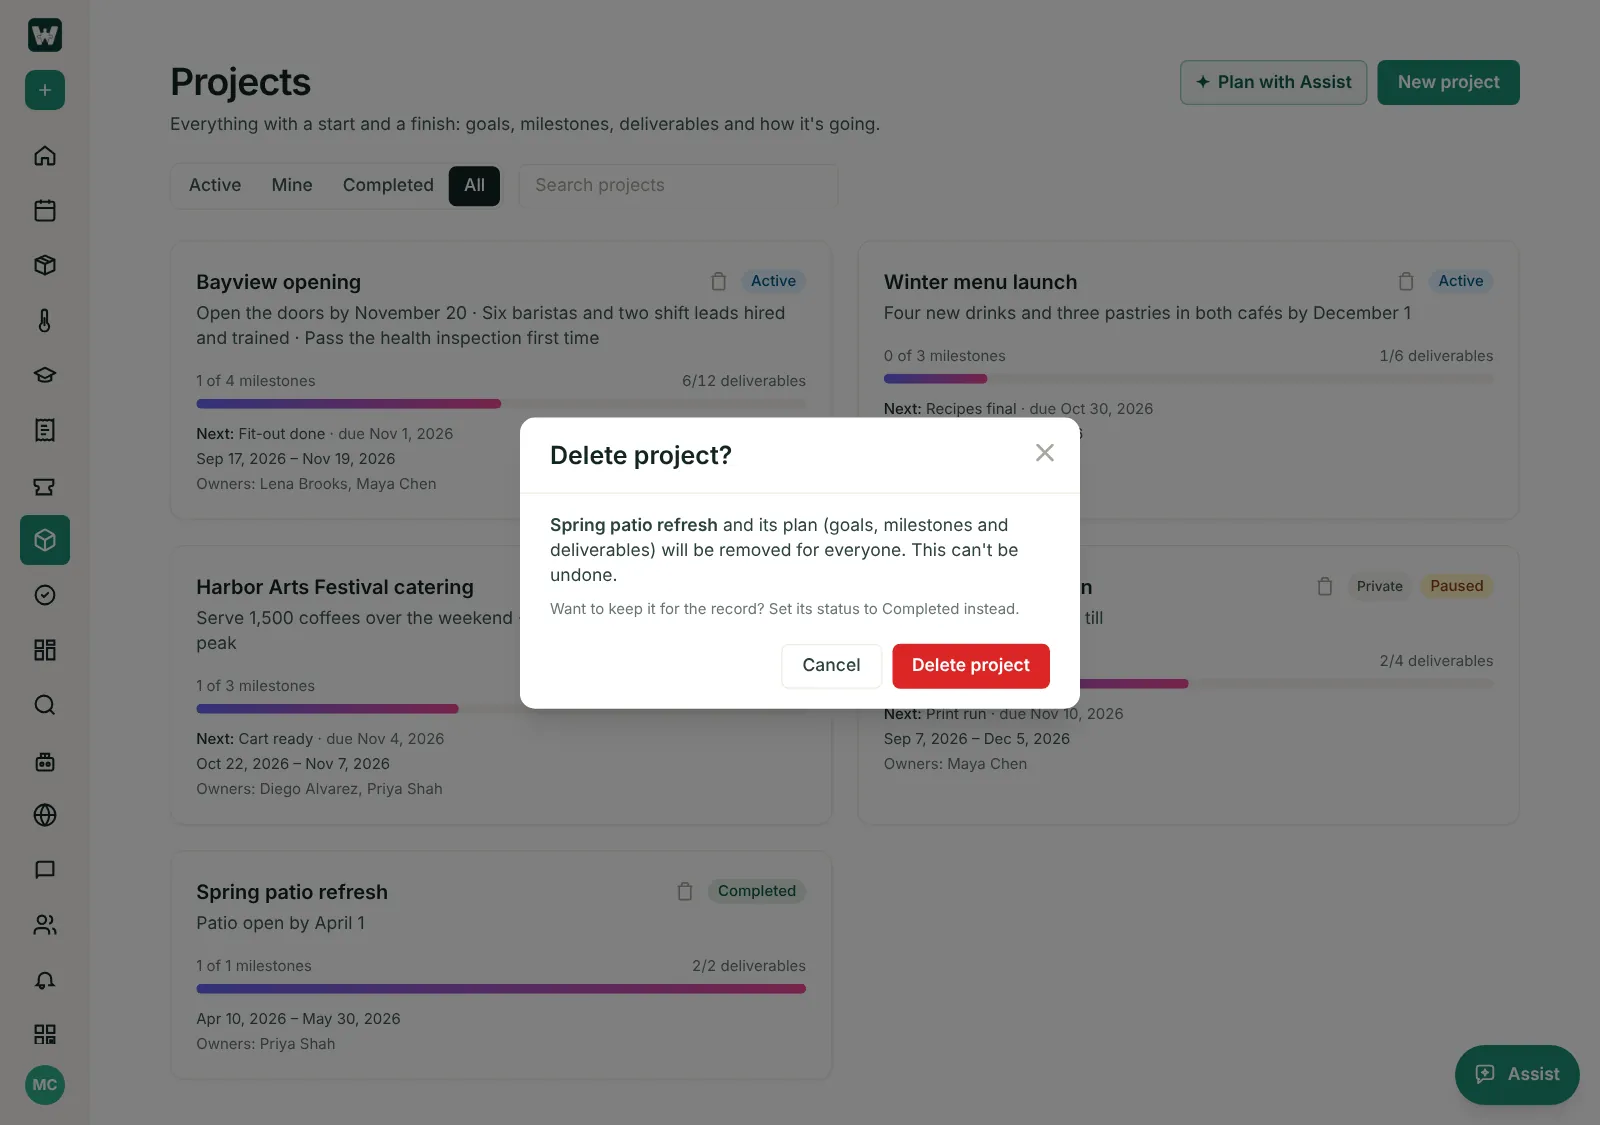 W
+
Projects
✦ Plan with Assist
New project
Everything with a start and a finish: goals, milestones, deliverables and how it's going.
Active
Mine
Completed
All
Search projects
Bayview opening
Active
Open the doors by November 20 · Six baristas and two shift leads hired
and trained · Pass the health inspection first time
1 of 4 milestones
6/12 deliverables
Next: Fit-out done · due Nov 1, 2026
Sep 17, 2026 – Nov 19, 2026
Owners: Lena Brooks, Maya Chen
Winter menu launch
Active
Four new drinks and three pastries in both cafés by December 1
0 of 3 milestones
1/6 deliverables
Next: Recipes final · due Oct 30, 2026
Delete project?
Spring patio refresh and its plan (goals, milestones and
deliverables) will be removed for everyone. This can't be
undone.
Want to keep it for the record? Set its status to Completed instead.
Cancel
Delete project
Harbor Arts Festival catering
Serve 1,500 coffees over the weekend ·
peak
1 of 3 milestones
Next: Cart ready · due Nov 4, 2026
Oct 22, 2026 – Nov 7, 2026
Owners: Diego Alvarez, Priya Shah
Private
Paused
till
2/4 deliverables
Next: Print run · due Nov 10, 2026
Sep 7, 2026 – Dec 5, 2026
Owners: Maya Chen
Spring patio refresh
Completed
Patio open by April 1
1 of 1 milestones
2/2 deliverables
Apr 10, 2026 – May 30, 2026
Owners: Priya Shah
MC
Assist